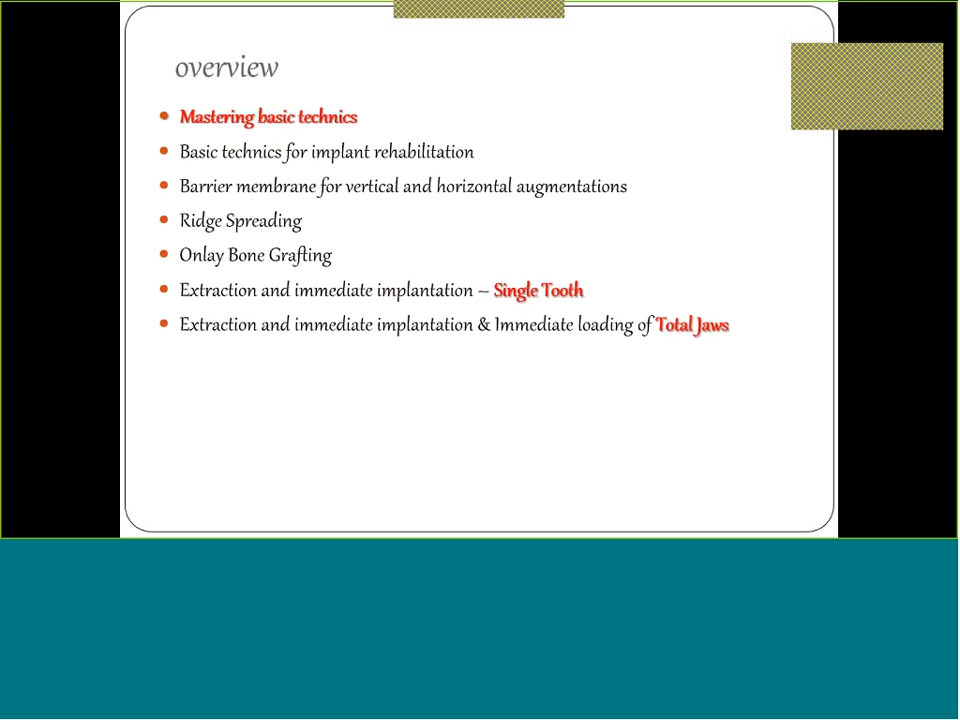 overview
Mastering basic technics
Basic technics for implant rehabilitation
Barrier membrane for vertical and horizontal augmentations
Ridge Spreading
Onlay Bone Grafting
Extraction and immediate implantation – Single Tooth
Extraction and immediate implantation & Immediate loading of Total Jaws